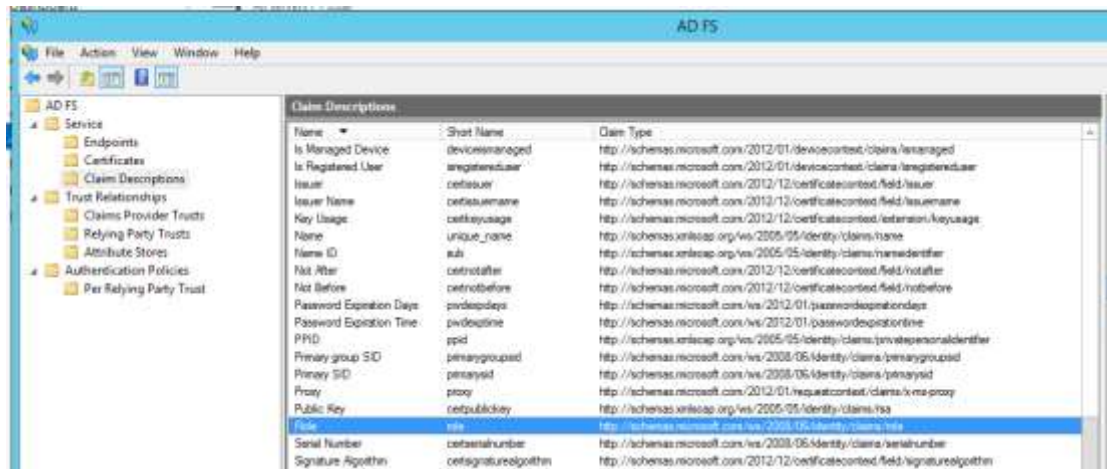 AD FS
File Action View Window Help
AD FS
Service
Endpoints
Certificates
Claim Descriptions
Trust Relationships
Claims Provider Trusts
Relying Party Trusts
Attribute Stores
Authentication Policies
Per Relying Party Trust
Claim Descriptions
Name Short Name Claim Type
Is Managed Device deviceismanaged http://schemas.microsoft.com/2012/01/devicecontext/claims/ismanaged
Is Registered User isregistereduser http://schemas.microsoft.com/2012/01/devicecontext/claims/isregistereduser
Issuer certissuer http://schemas.microsoft.com/2012/12/certificatecontext/field/issuer
Issuer Name certissuername http://schemas.microsoft.com/2012/12/certificatecontext/field/issuername
Key Usage certkeyusage http://schemas.microsoft.com/2012/12/certificatecontext/extension/keyusage
Name unique_name http://schemas.xmlsoap.org/ws/2005/05/identity/claims/name
Name ID sub http://schemas.xmlsoap.org/ws/2005/05/identity/claims/nameidentifier
Not After certnotafter http://schemas.microsoft.com/2012/12/certificatecontext/field/notafter
Not Before certnotbefore http://schemas.microsoft.com/2012/12/certificatecontext/field/notbefore
Password Expiration Days pwdexpdays http://schemas.microsoft.com/ws/2012/01/passwordexpirationdays
Password Expiration Time pwdexptime http://schemas.microsoft.com/ws/2012/01/passwordexpirationtime
PPID ppid http://schemas.xmlsoap.org/ws/2005/05/identity/claims/privatepersonalidentifier
Primary group SID primarygroupsid http://schemas.microsoft.com/ws/2008/06/identity/claims/primarygroupsid
Primary SID primarysid http://schemas.microsoft.com/ws/2008/06/identity/claims/primarysid
Proxy proxy http://schemas.microsoft.com/2012/01/requestcontext/claims/x-ms-proxy
Public Key certpublickey http://schemas.xmlsoap.org/ws/2005/05/identity/claims/rsa
Role role http://schemas.microsoft.com/ws/2008/06/identity/claims/role
Serial Number certserialnumber http://schemas.microsoft.com/ws/2008/06/identity/claims/serialnumber
Signature Algorithm certsignaturealgorithm http://schemas.microsoft.com/2012/12/certificatecontext/field/signaturealgorithm